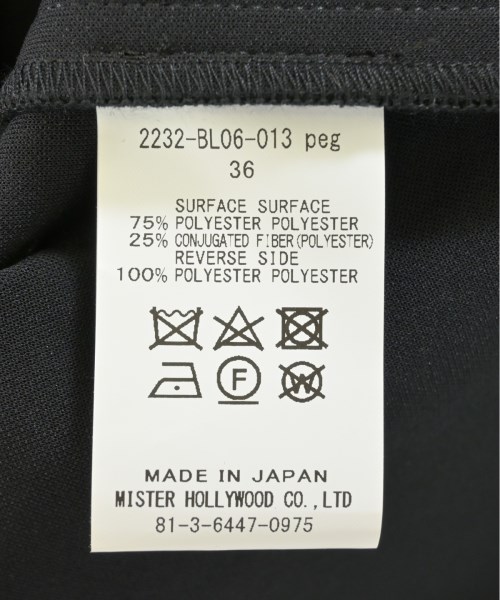 2232-BL06-013 peg
36
SURFACE SURFACE
75% POLYESTER POLYESTER
25% CONJUGATED FIBER(POLYESTER)
REVERSE SIDE
100% POLYESTER POLYESTER
F
W
MADE IN JAPAN
MISTER HOLLYWOOD CO.,LTD
81-3-6447-0975